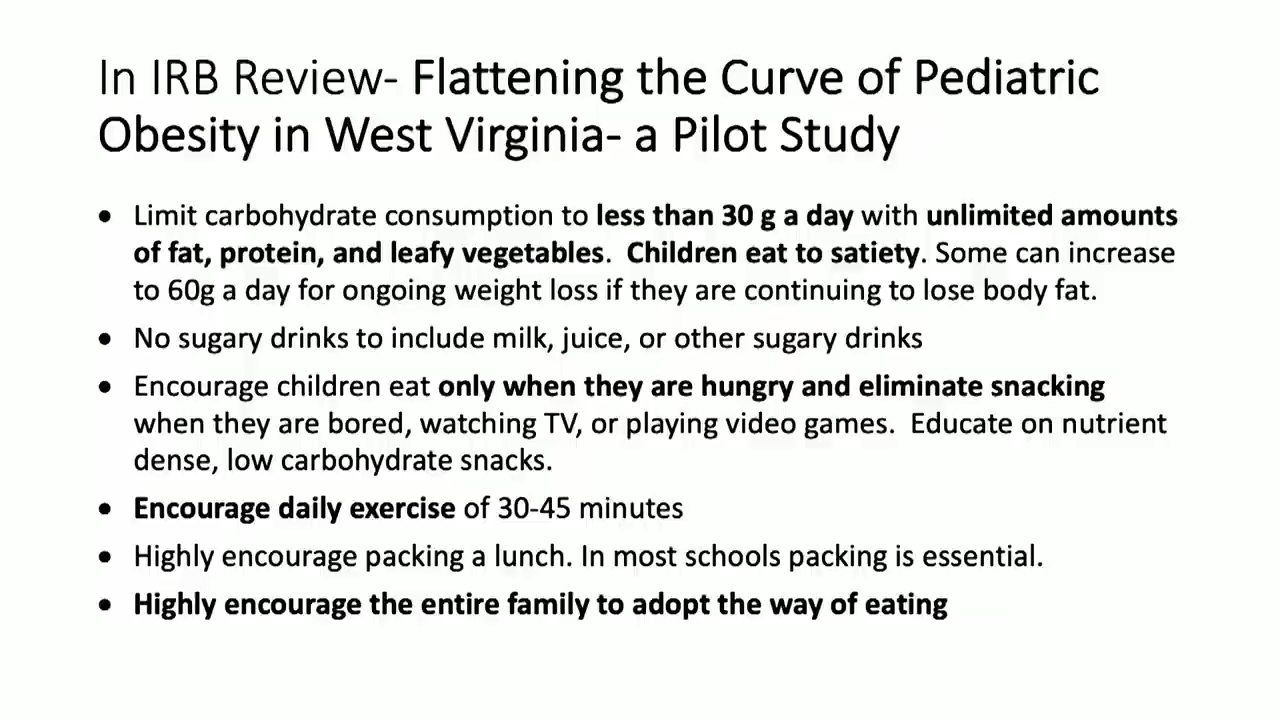 In IRB Review- Flattening the Curve of Pediatric
Obesity in West Virginia- a Pilot Study
• Limit carbohydrate consumption to less than 30 g a day with unlimited amounts
of fat, protein, and leafy vegetables.  Children eat to satiety. Some can increase
to 60g a day for ongoing weight loss if they are continuing to lose body fat.
• No sugary drinks to include milk, juice, or other sugary drinks
• Encourage children eat only when they are hungry and eliminate snacking
when they are bored, watching TV, or playing video games.  Educate on nutrient
dense, low carbohydrate snacks.
• Encourage daily exercise of 30-45 minutes
• Highly encourage packing a lunch. In most schools packing is essential.
• Highly encourage the entire family to adopt the way of eating